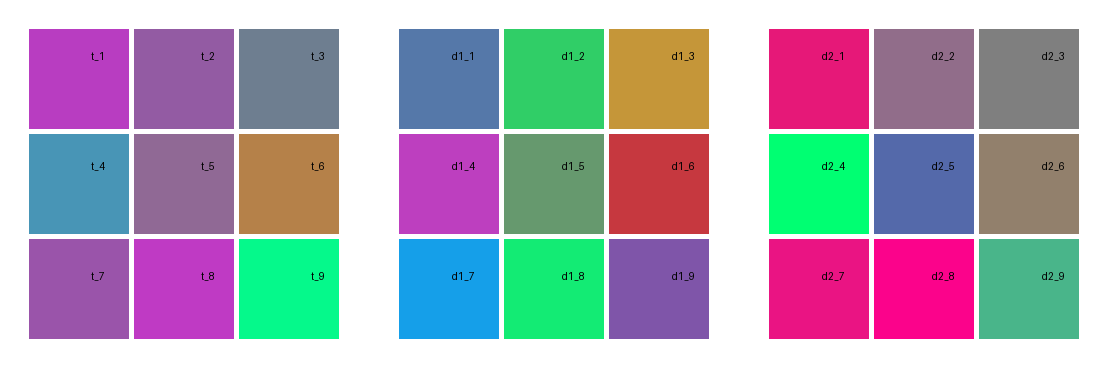 t_1 t_2 t_3 d1_1 d1_2 d1_3 d2_1 d2_2 d2_3
t_4 t_5 t_6 d1_4 d1_5 d1_6 d2_4 d2_5 d2_6
t_7 t_8 t_9 d1_7 d1_8 d1_9 d2_7 d2_8 d2_9